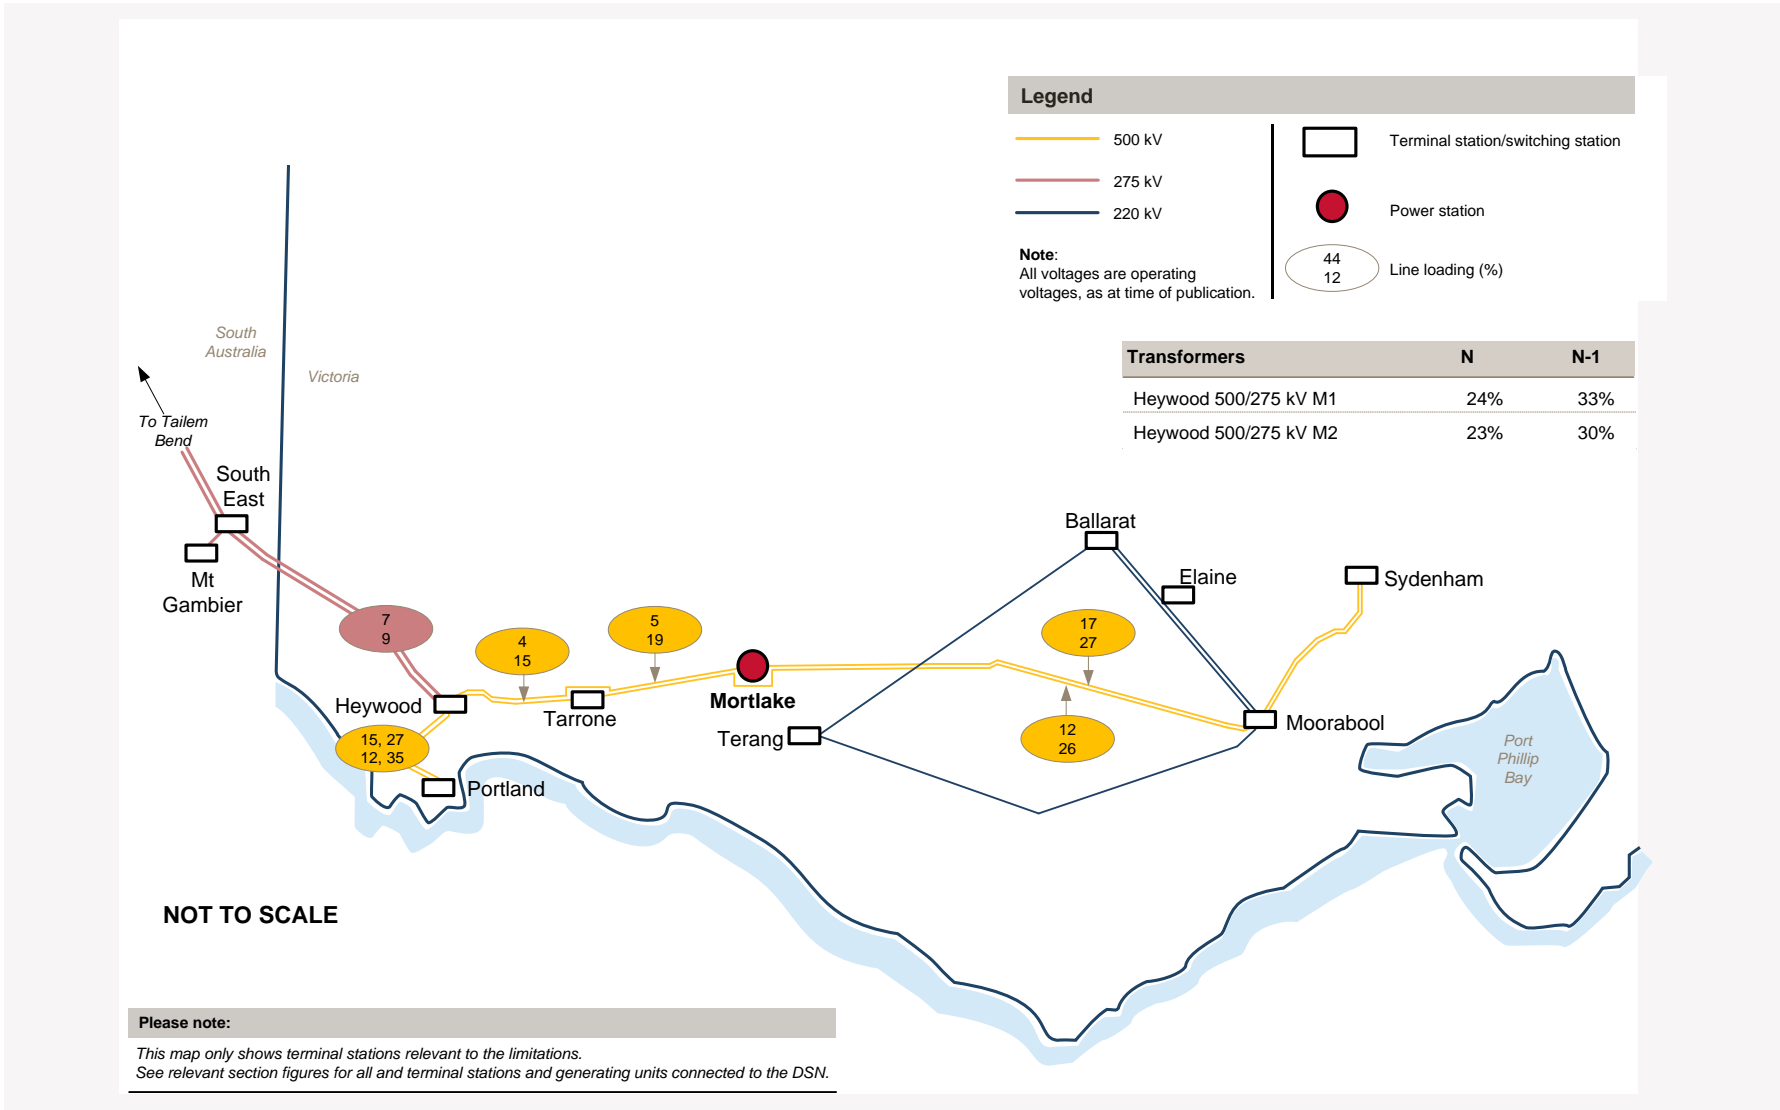 Legend
500 kV
275 kV
220 kV
Note:
All voltages are operating
voltages, as at time of publication.
Terminal station/switching station
Power station
44
12
Line loading (%)
Transformers N N-1
Heywood 500/275 kV M1 24% 33%
Heywood 500/275 kV M2 23% 30%
South
Australia
Victoria
To Tailem
Bend
South
East
Mt
Gambier
7
9
4
15
5
19
Heywood
Tarrone
Mortlake
15, 27
12, 35
Portland
Terang
Ballarat
Elaine
17
27
12
26
Sydenham
Moorabool
Port
Phillip
Bay
NOT TO SCALE
Please note:
This map only shows terminal stations relevant to the limitations.
See relevant section figures for all and terminal stations and generating units connected to the DSN.